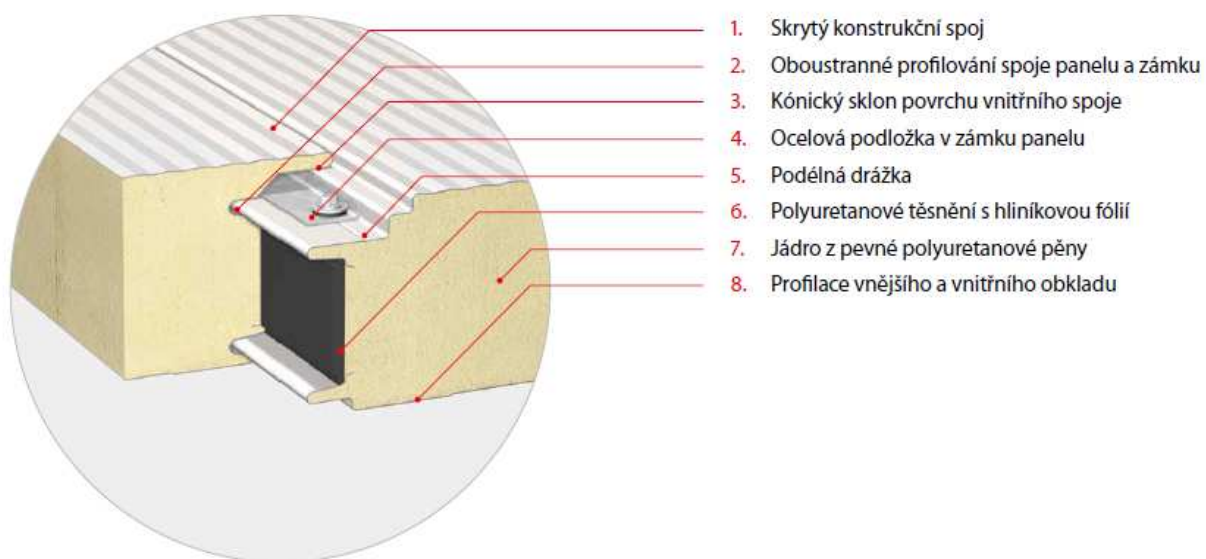 1. Skrytý konstrukční spoj
2. Oboustranné profilování spoje panelu a zámku
3. Kónický sklon povrchu vnitřního spoje
4. Ocelová podložka v zámku panelu
5. Podélná drážka
6. Polyuretanové těsnění s hliníkovou fólií
7. Jádro z pevné polyuretanové pěny
8. Profilace vnějšího a vnitřního obkladu